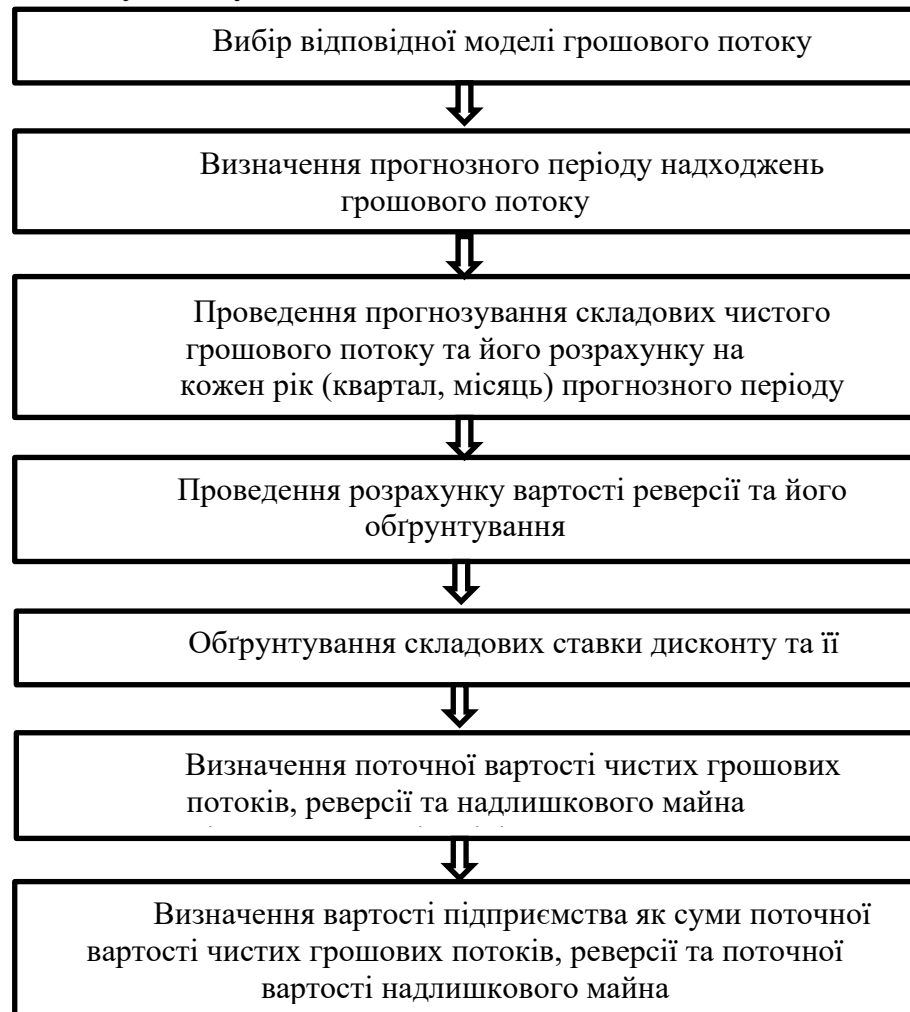 Вибір відповідної моделі грошового потоку
Визначення прогнозного періоду надходжень
грошового потоку
Проведення прогнозування складових чистого
грошового потоку та його розрахунку на
кожен рік (квартал, місяць) прогнозного періоду
Проведення розрахунку вартості реверсії та його
обґрунтування
Обґрунтування складових ставки дисконту та її
Визначення поточної вартості чистих грошових
потоків, реверсії та надлишкового майна
Визначення вартості підприємства як суми поточної
вартості чистих грошових потоків, реверсії та поточної
вартості надлишкового майна